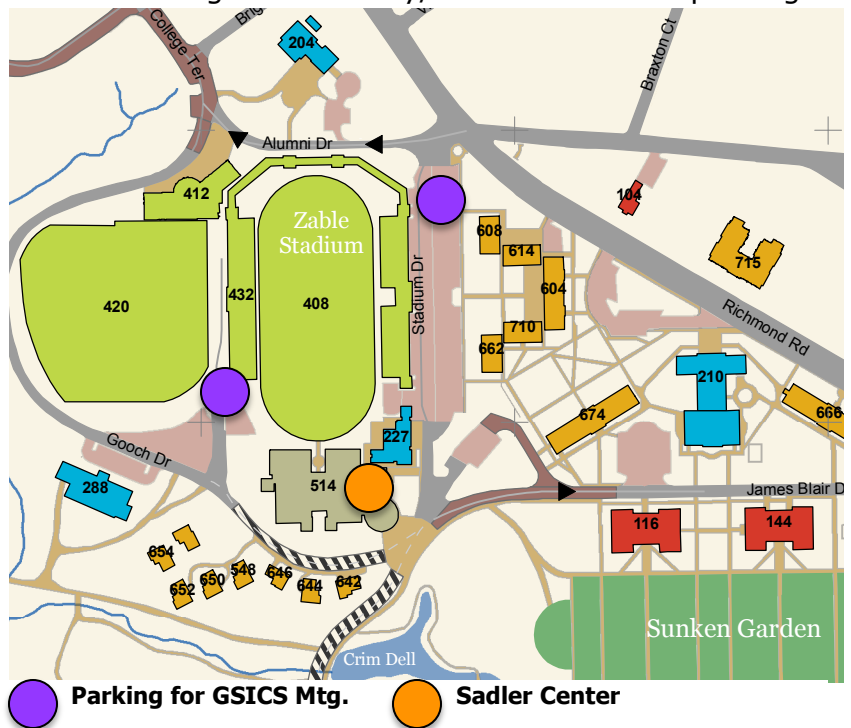 204
College Ter
Braxton Ct
Alumni Dr
412
104
608
Zable
Stadium
614
715
604
432
420
408
Stadium Dr
710
662
Richmond Rd
210
674
666
227
Gooch Dr
514
288
James Blair D
116
144
654
548
646
650
652
644
642
Sunken Garden
Crim Dell
Parking for GSICS Mtg.
Sadler Center